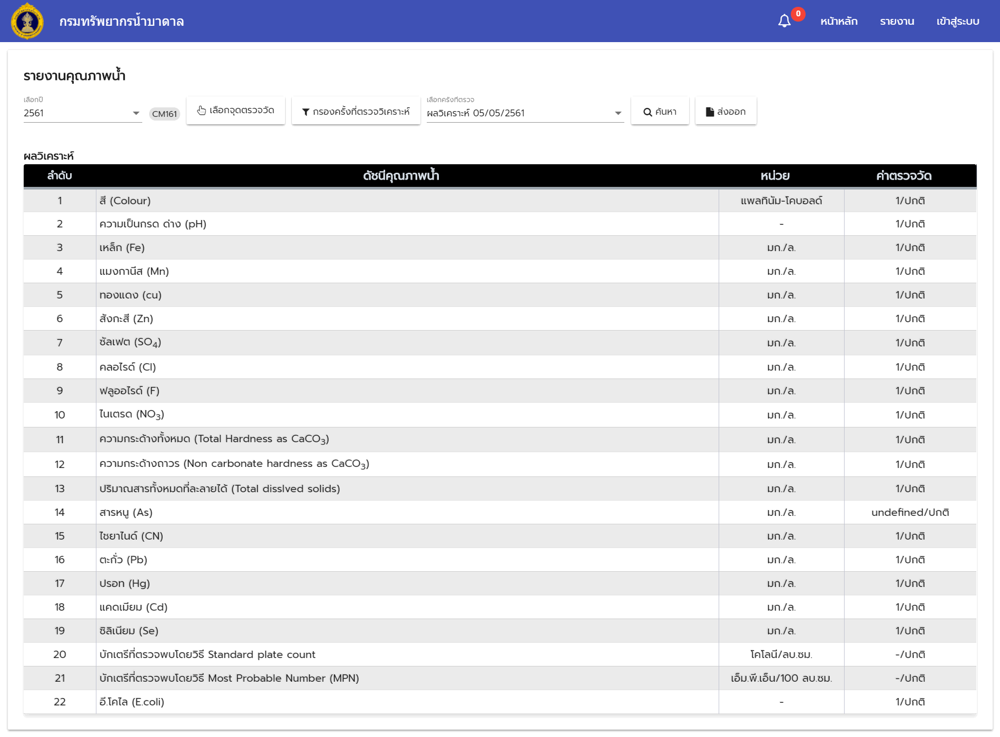 กรมทรัพยากรน้ำบาดาล
0
หน้าหลัก
รายงาน
เข้าสู่ระบบ
รายงานคุณภาพน้ำ
เลือกปี
2561
CM161
เลือกจุดตรวจวัด
กรองครั้งที่ตรวจวิเคราะห์
เลือกครั้งที่ตรวจ
ผลวิเคราะห์ 05/05/2561
ค้นหา
ส่งออก
ผลวิเคราะห์
ลำดับ ดัชนีคุณภาพน้ำ หน่วย ค่าตรวจวัด
1 สี (Colour) แพลทินัม-โคบอลด์ 1/ปกติ
2 ความเป็นกรด ด่าง (pH) - 1/ปกติ
3 เหล็ก (Fe) มก./ล. 1/ปกติ
4 แมงกานีส (Mn) มก./ล. 1/ปกติ
5 ทองแดง (cu) มก./ล. 1/ปกติ
6 สังกะสี (Zn) มก./ล. 1/ปกติ
7 ซัลเฟต (SO₄) มก./ล. 1/ปกติ
8 คลอไรด์ (Cl) มก./ล. 1/ปกติ
9 ฟลูออไรด์ (F) มก./ล. 1/ปกติ
10 ไนเตรด (NO₃) มก./ล. 1/ปกติ
11 ความกระด้างทั้งหมด (Total Hardness as CaCO₃) มก./ล. 1/ปกติ
12 ความกระด้างถาวร (Non carbonate hardness as CaCO₃) มก./ล. 1/ปกติ
13 ปริมาณสารทั้งหมดที่ละลายได้ (Total disslved solids) มก./ล. 1/ปกติ
14 สารหนู (As) มก./ล. undefined/ปกติ
15 ไซยาไนด์ (CN) มก./ล. 1/ปกติ
16 ตะกั่ว (Pb) มก./ล. 1/ปกติ
17 ปรอท (Hg) มก./ล. 1/ปกติ
18 แคดเมียม (Cd) มก./ล. 1/ปกติ
19 ซิลิเนียม (Se) มก./ล. 1/ปกติ
20 บักเตรีที่ตรวจพบโดยวิธี Standard plate count โคโลนี/ลบ.ซม. -/ปกติ
21 บักเตรีที่ตรวจพบโดยวิธี Most Probable Number (MPN) เอ็ม.พี.เอ็น/100 ลบ.ซม. -/ปกติ
22 อี.โคไล (E.coli) - 1/ปกติ